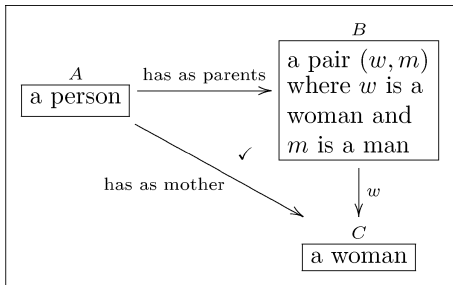 A
a person
has as parents
B
a pair (w, m)
where w is a
woman and
m is a man
✓
has as mother
w
C
a woman